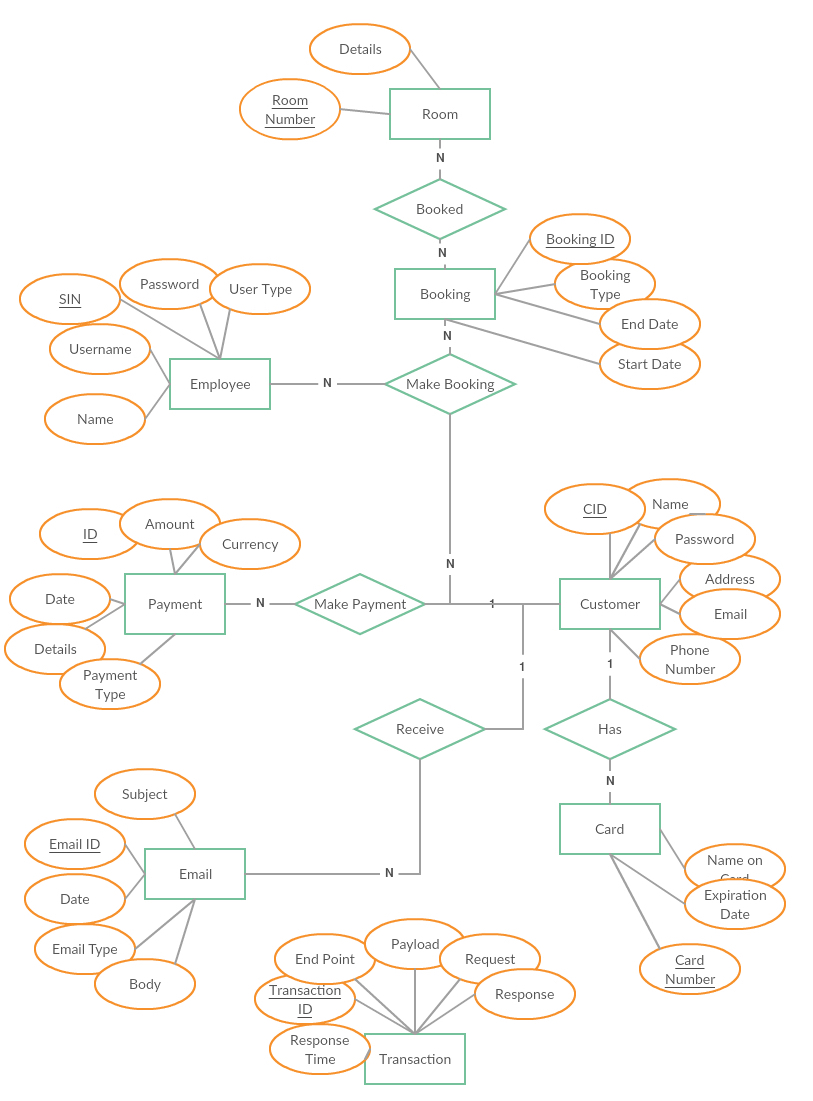 Details
Room
Number
Room
N
Booked
N
Booking ID
Booking
Type
Booking
End Date
Start Date
N
Make Booking
Password
User Type
SIN
Username
Employee
Name
N
N
CID
Name
Password
Address
Email
Phone
Number
Customer
1
ID
Amount
Currency
Date
Details
Payment
Type
Payment
N
Make Payment
1
1
Receive
Has
N
Card
Name on
Card
Expiration
Date
Card
Number
Subject
Email ID
Date
Email Type
Body
Email
N
End Point
Payload
Request
Transaction
ID
Response
Response
Time
Transaction